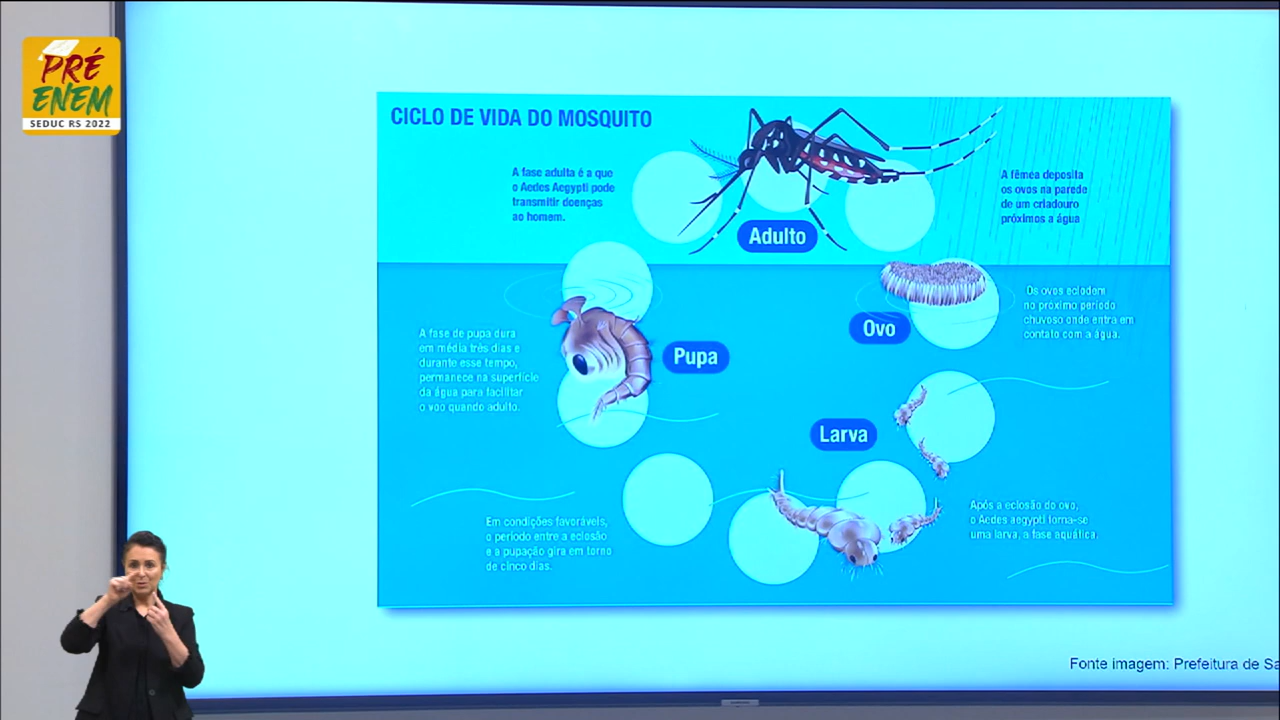 PRÉ
ENEM
SEDUC RS 2022
CICLO DE VIDA DO MOSQUITO
A fase adulta é a que
o Aedes Aegypti pode
transmitir doenças
ao homem.
Adulto
A fêmea deposita
os ovos na parede
de um criadouro
próximos a água
Ovo
Os ovos eclodem
no próximo período
chuvoso onde entra em
contato com a água.
Pupa
A fase de pupa dura
em média três dias e
durante esse tempo,
permanece na superfície
da água para facilitar
o voo quando adulto.
Larva
Após a eclosão do ovo,
o Aedes aegypti torna-se
uma larva, a fase aquática.
Em condições favoráveis,
o período entre a eclosão
e a pupação gira em torno
de cinco dias.
Fonte imagem: Prefeitura de Sa